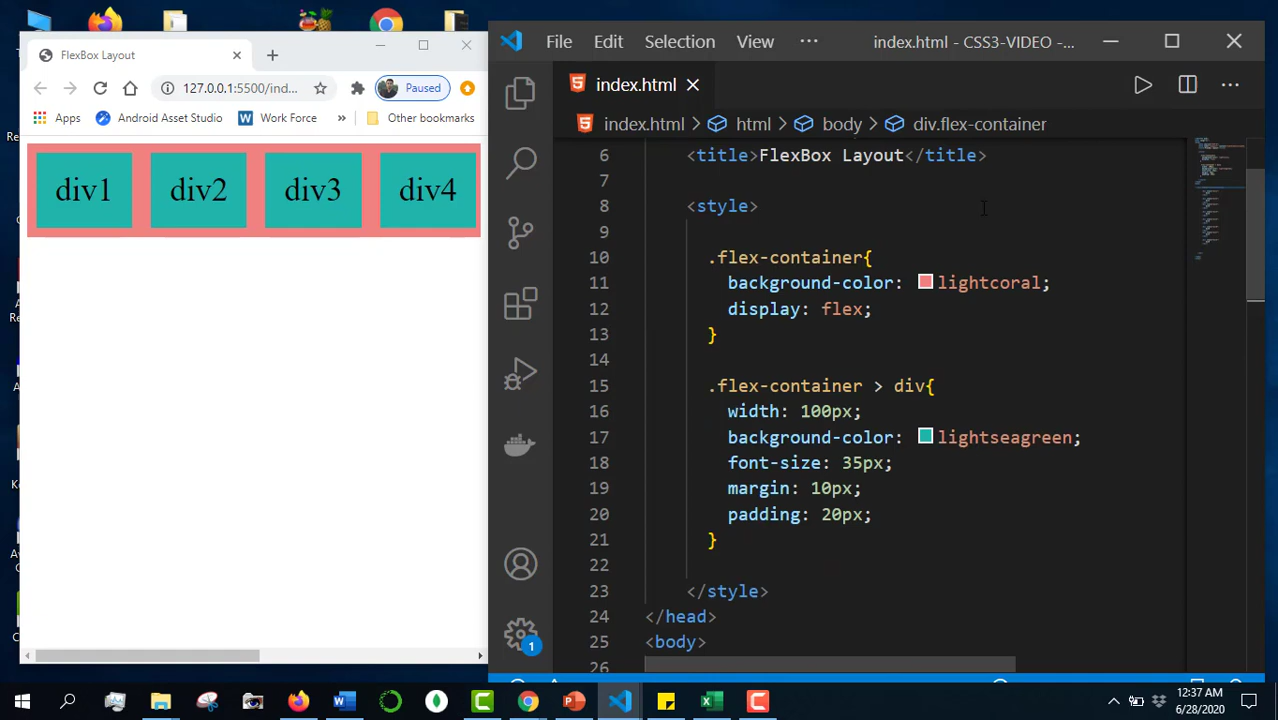 FlexBox Layout
127.0.0.1:5500/ind...
Paused
Apps
Android Asset Studio
Work Force
»
Other bookmarks
div1
div2
div3
div4
File
Edit
Selection
View
···
index.html - CSS3-VIDEO -...
index.html
index.html > html > body > div.flex-container
6 <title>FlexBox Layout</title>
7
8 <style>
9
10 .flex-container{
11 background-color: lightcoral;
12 display: flex;
13 }
14
15 .flex-container > div{
16 width: 100px;
17 background-color: lightseagreen;
18 font-size: 35px;
19 margin: 10px;
20 padding: 20px;
21 }
22
23 </style>
24 </head>
25 <body>
26
1
12:37 AM
6/28/2020